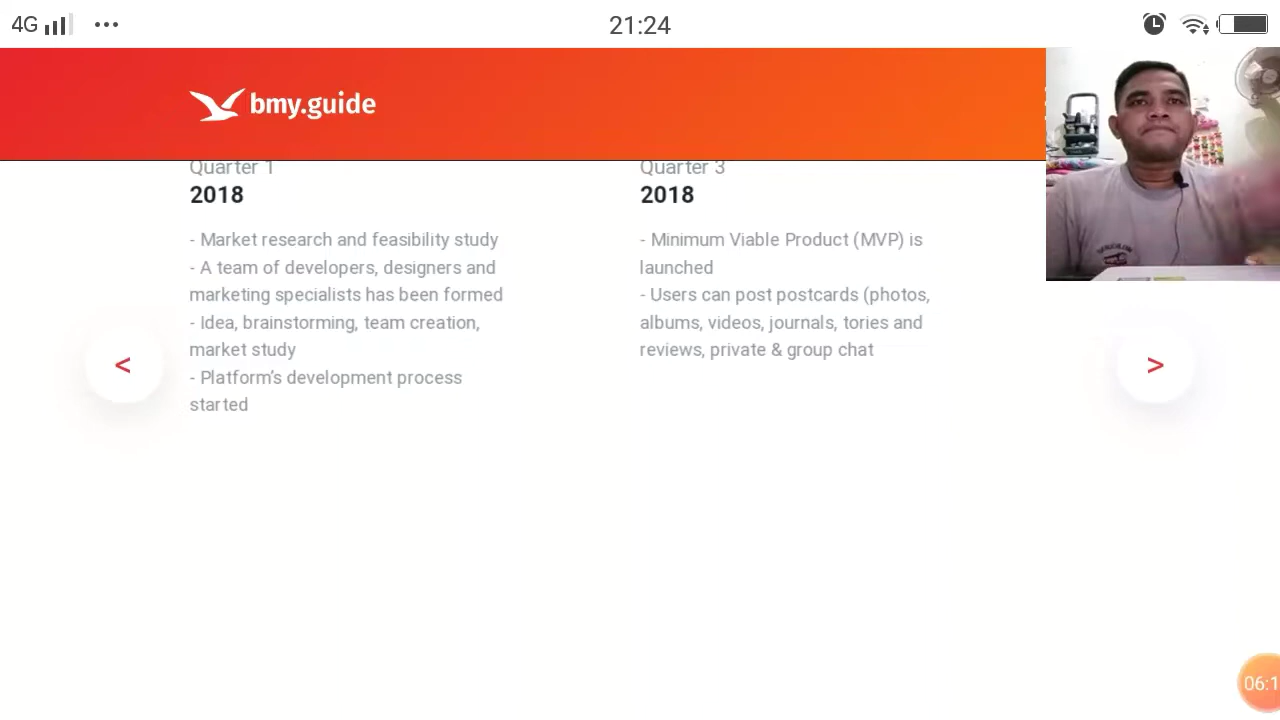 4G
21:24
bmy.guide
Quarter 1
2018
- Market research and feasibility study
- A team of developers, designers and
marketing specialists has been formed
- Idea, brainstorming, team creation,
market study
- Platform's development process
started
Quarter 3
2018
- Minimum Viable Product (MVP) is
launched
- Users can post postcards (photos,
albums, videos, journals, tories and
reviews, private & group chat
<
>
06:1